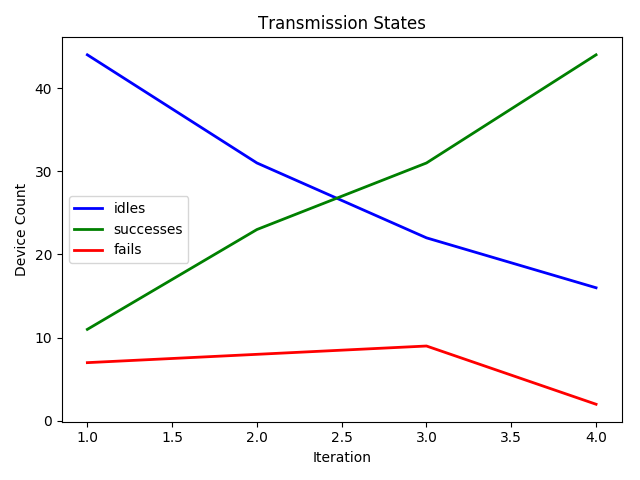 Transmission States
Device Count
40
30
20
10
0
idles
successes
fails
1.0 1.5 2.0 2.5 3.0 3.5 4.0
Iteration